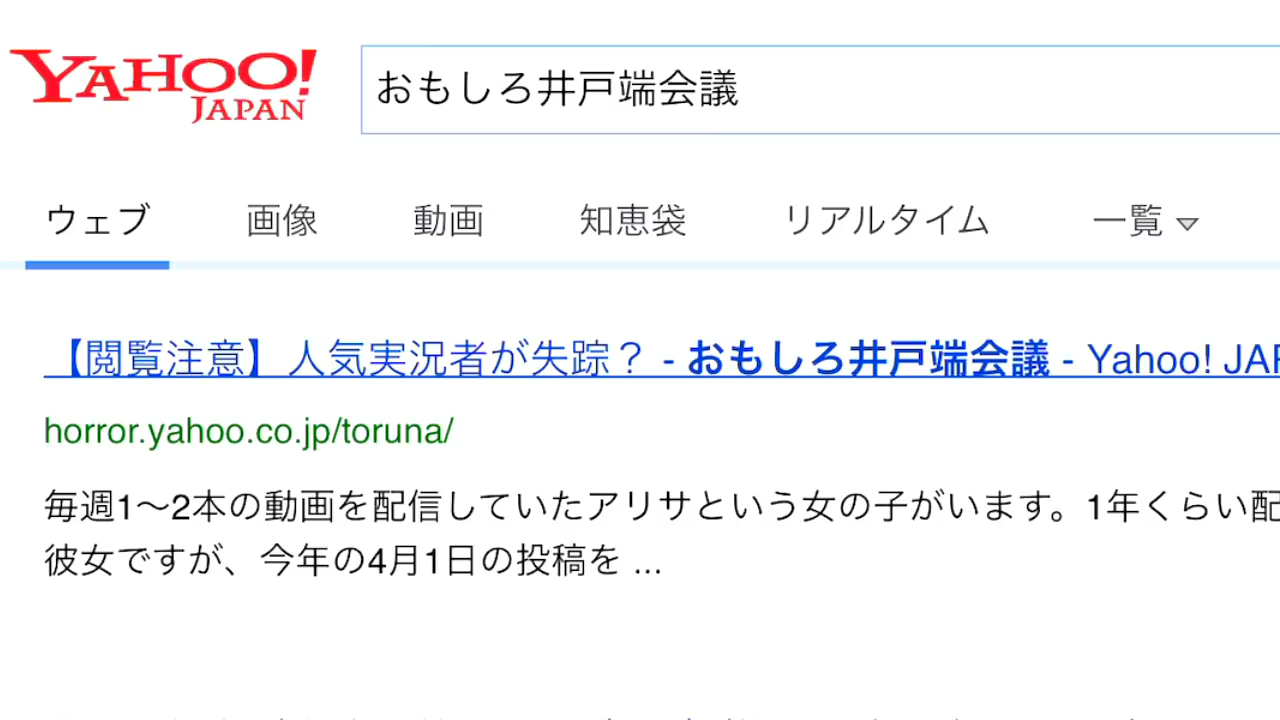 YAHOO!
JAPAN
おもしろ井戸端会議
ウェブ 画像 動画 知恵袋 リアルタイム 一覧
【閲覧注意】人気実況者が失踪？ - おもしろ井戸端会議 - Yahoo! JAP
horror.yahoo.co.jp/toruna/
毎週1〜2本の動画を配信していたアリサという女の子がいます。1年くらい配
彼女ですが、今年の4月1日の投稿を ...